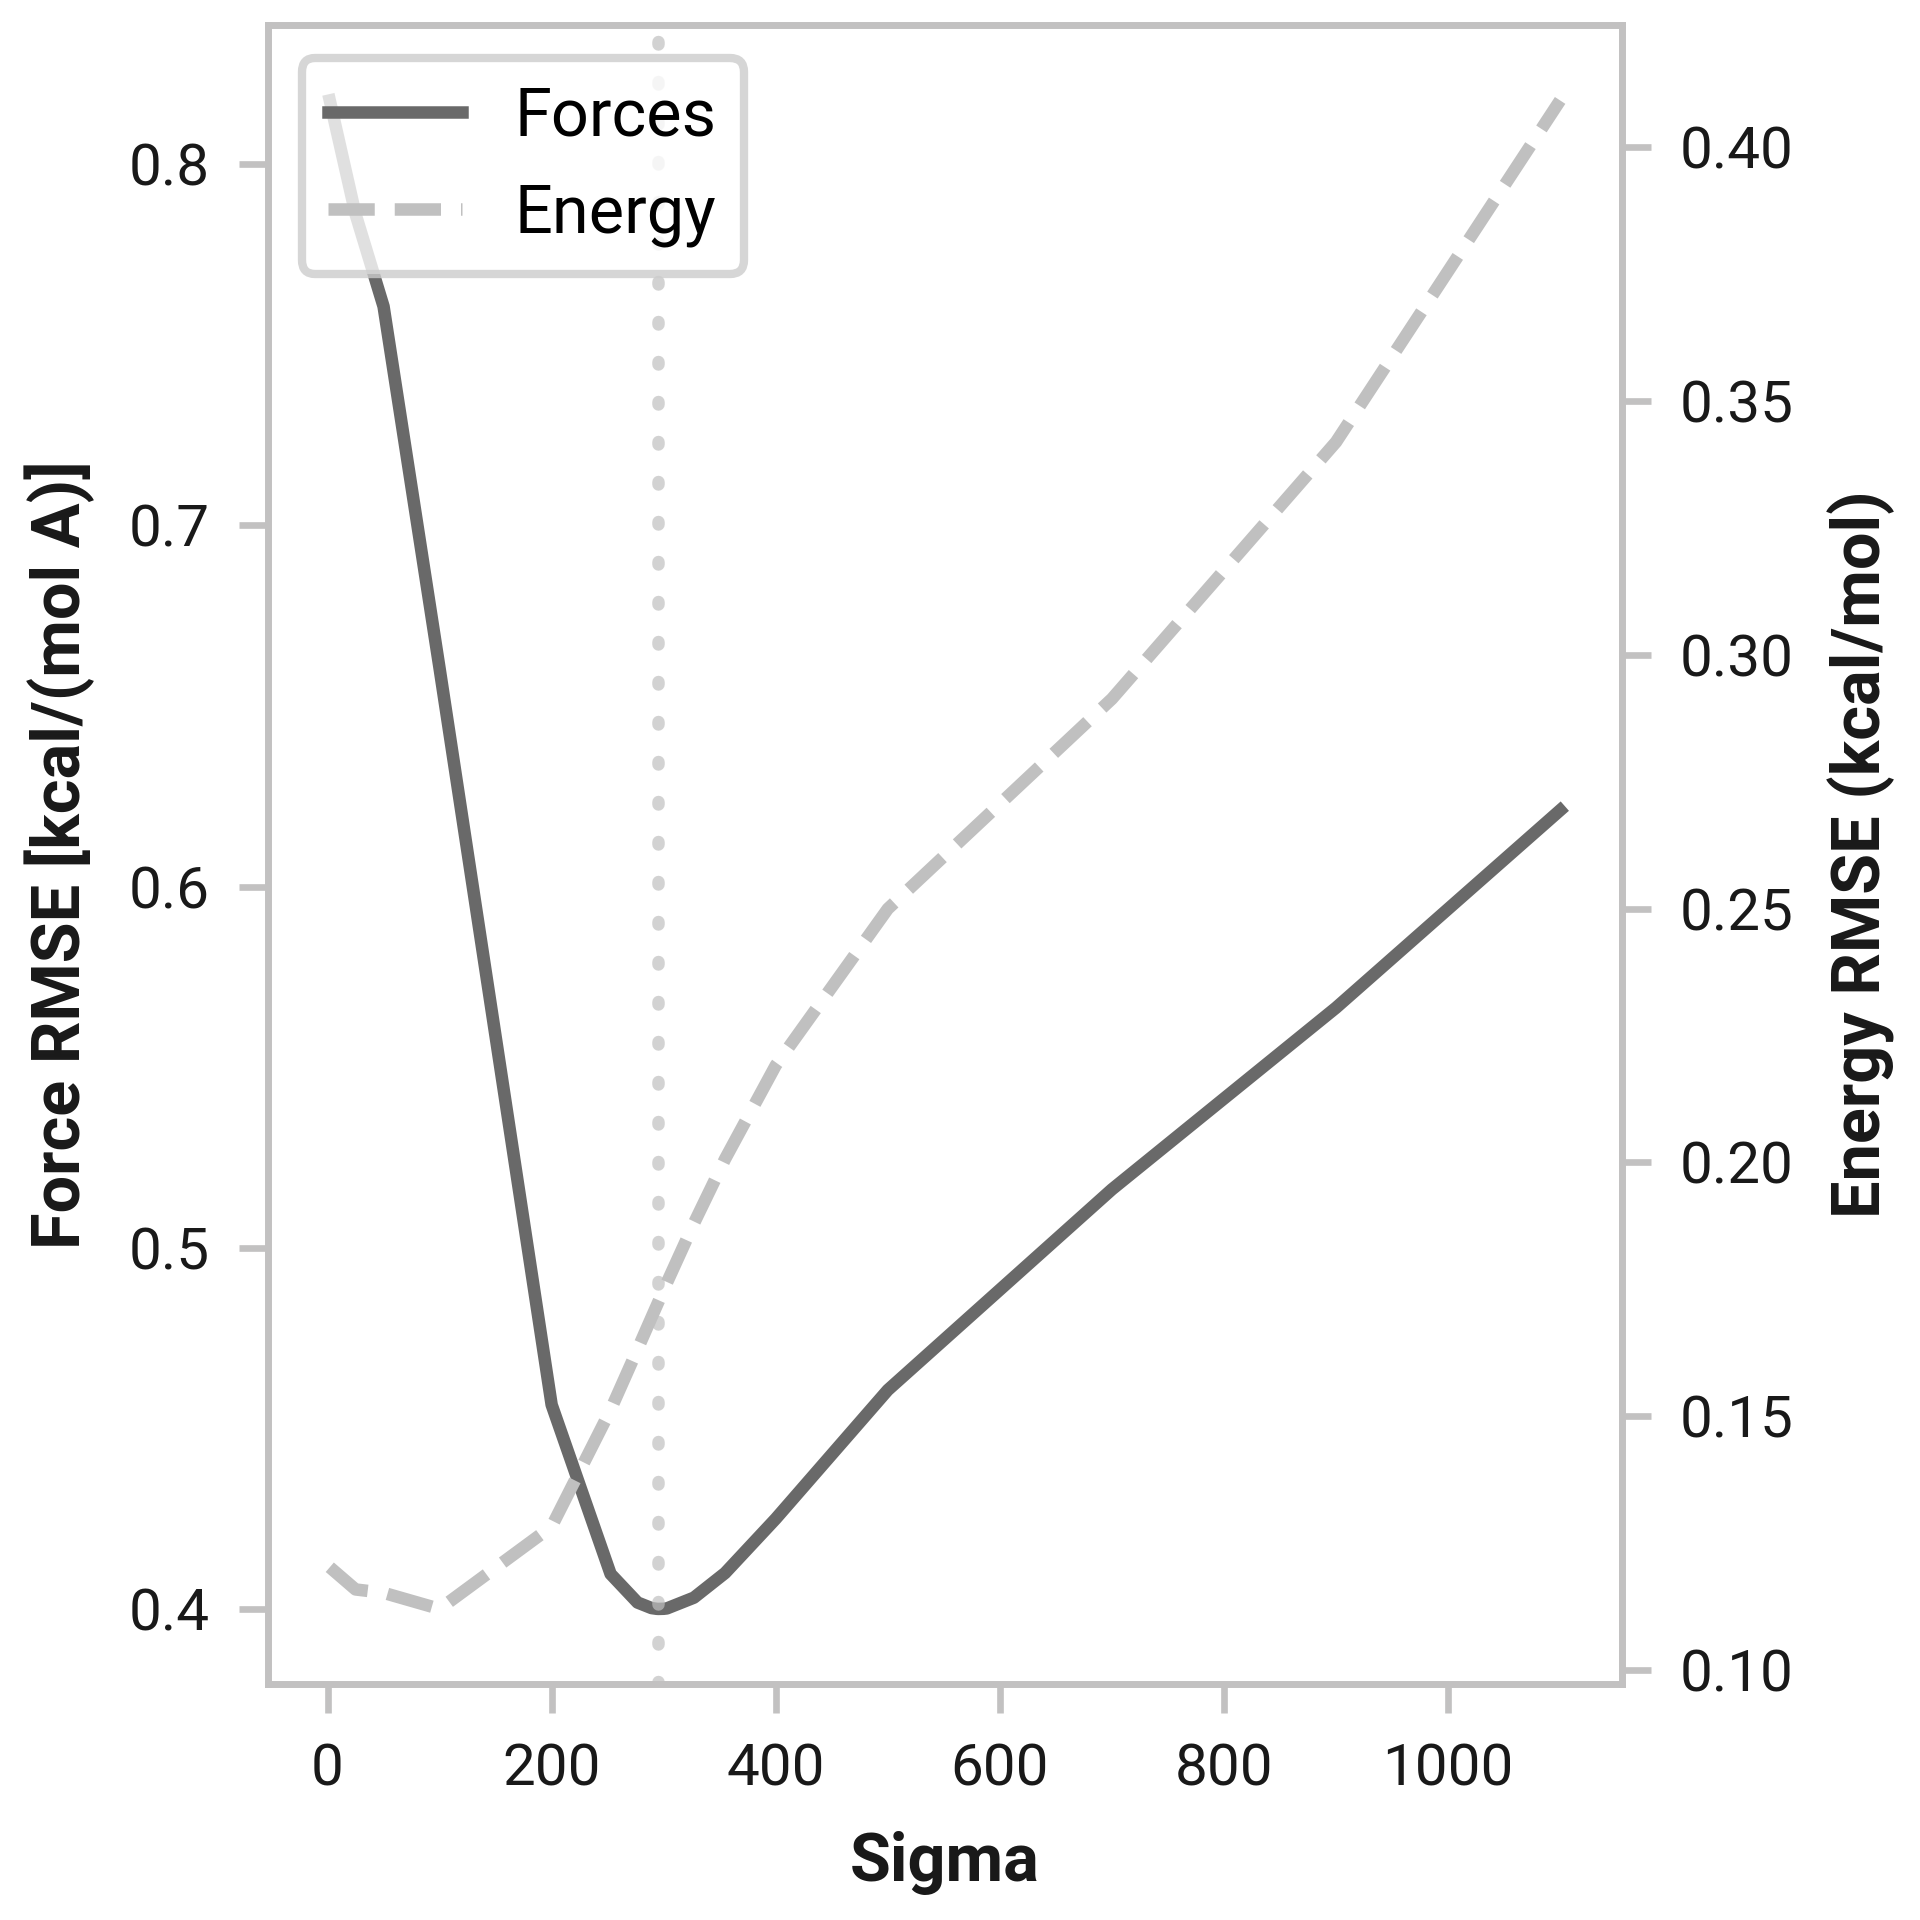 Forces
Energy
0.8
0.7
0.6
0.5
0.4
Force RMSE [kcal/(mol A)]
0.40
0.35
0.30
0.25
0.20
0.15
0.10
Energy RMSE (kcal/mol)
0 200 400 600 800 1000
Sigma